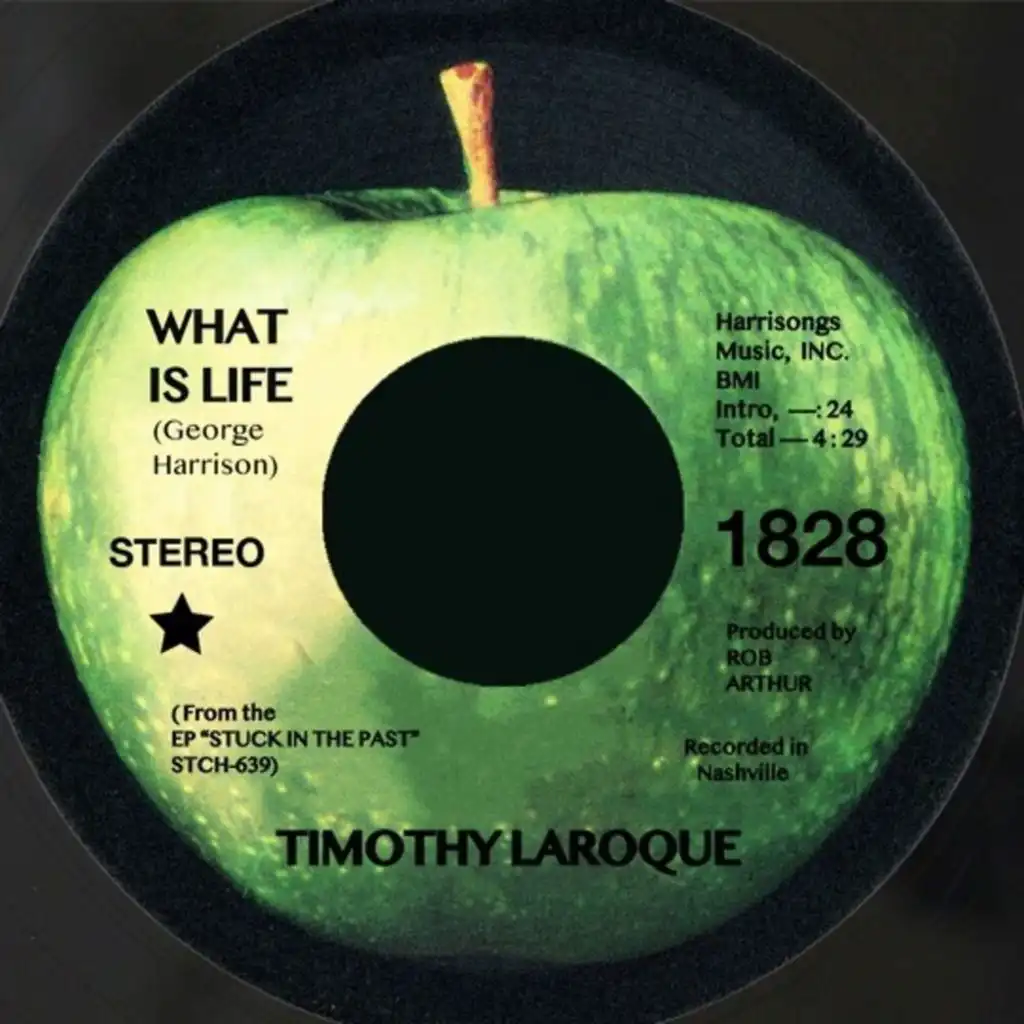 WHAT
IS LIFE
(George
Harrison)
STEREO
(From the
EP "STUCK IN THE PAST"
STCH-639)
Harrisongs
Music, INC.
BMI
Intro, —:24
Total — 4:29
1828
Produced by
ROB
ARTHUR
Recorded in
Nashville
TIMOTHY LAROQUE